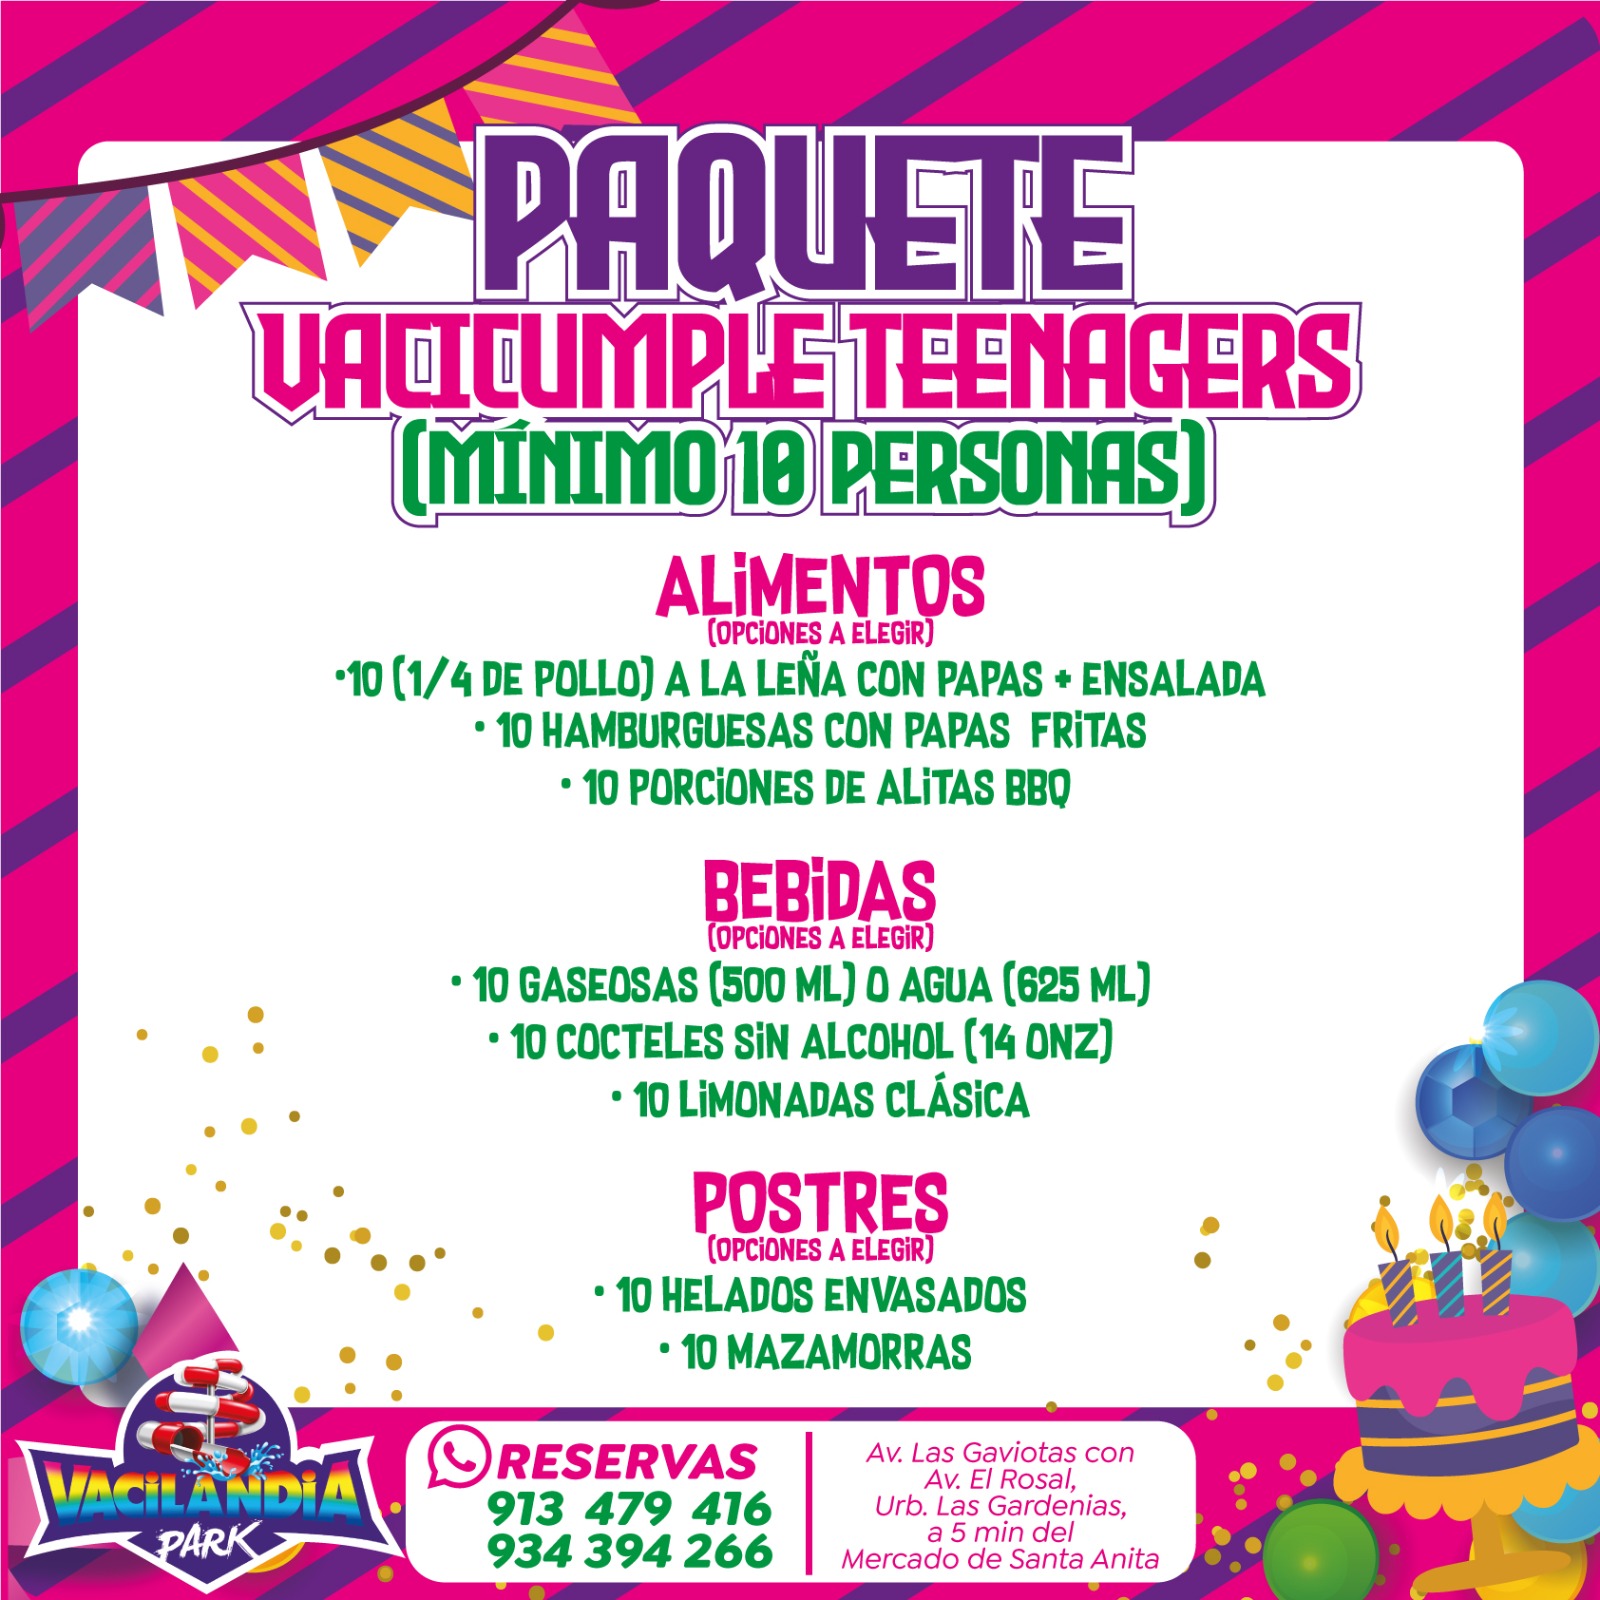 PAQUETE
VACICUMPLE TEENAGERS
(MÍNIMO 10 PERSONAS)
ALIMENTOS
(OPCIONES A ELEGIR)
•10 (1/4 DE POLLO) A LA LEÑA CON PAPAS + ENSALADA
• 10 HAMBURGUESAS CON PAPAS FRITAS
• 10 PORCIONES DE ALITAS BBQ
BEBIDAS
(OPCIONES A ELEGIR)
• 10 GASEOSAS (500 ML) O AGUA (625 ML)
• 10 COCTELES SIN ALCOHOL (14 ONZ)
• 10 LIMONADAS CLÁSICA
POSTRES
(OPCIONES A ELEGIR)
• 10 HELADOS ENVASADOS
• 10 MAZAMORRAS
VACILANDIA
PARK
RESERVAS
913 479 416
934 394 266
Av. Las Gaviotas con
Av. El Rosal,
Urb. Las Gardenias,
a 5 min del
Mercado de Santa Anita